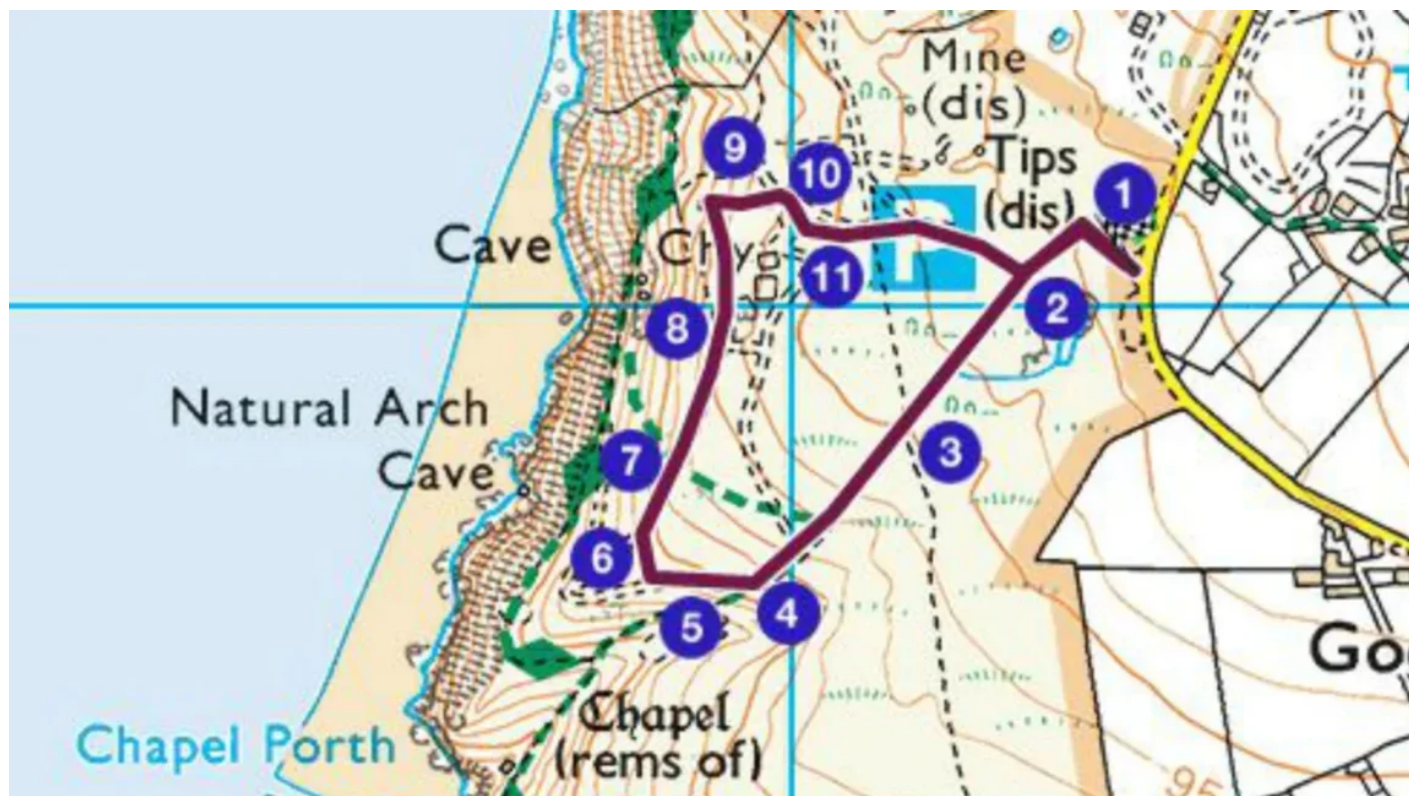 Mine
(dis)
9
10
Tips
(dis)
1
P
Cave
Chy
11
2
8
Natural Arch
Cave
7
3
6
5
4
Chapel
(rems of)
Chapel Porth
95